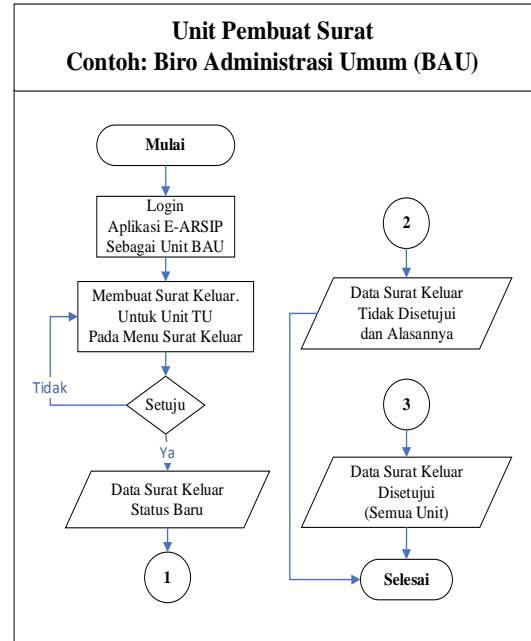 Unit Pembuat Surat
Contoh: Biro Administrasi Umum (BAU)
Mulai
Login
Aplikasi E-ARSIP
Sebagai Unit BAU
Membuat Surat Keluar.
Untuk Unit TU
Pada Menu Surat Keluar
Tidak
Setuju
Ya
Data Surat Keluar
Status Baru
1
2
Data Surat Keluar
Tidak Disetujui
dan Alasannya
3
Data Surat Keluar
Disetujui
(Semua Unit)
Selesai